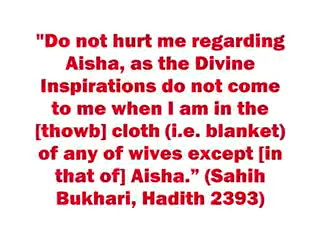 "Do not hurt me regarding
Aisha, as the Divine
Inspirations do not come
to me when I am in the
[thowb] cloth (i.e. blanket)
of any of wives except [in
that of] Aisha.” (Sahih
Bukhari, Hadith 2393)